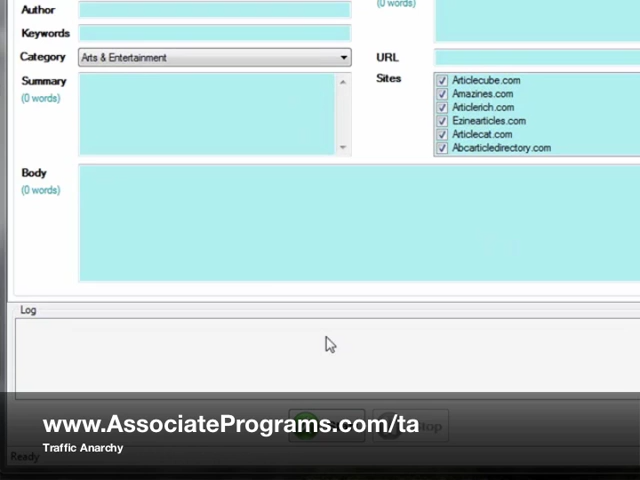 Author
(0 words)
Keywords
Category Arts & Entertainment URL
Summary Sites
(0 words)
Articlecube.com
Amazines.com
Articlerich.com
Ezinearticles.com
Articlecat.com
Abcarticledirectory.com
Body
(0 words)
Log
www.AssociatePrograms.com/ta
Traffic Anarchy
Ready